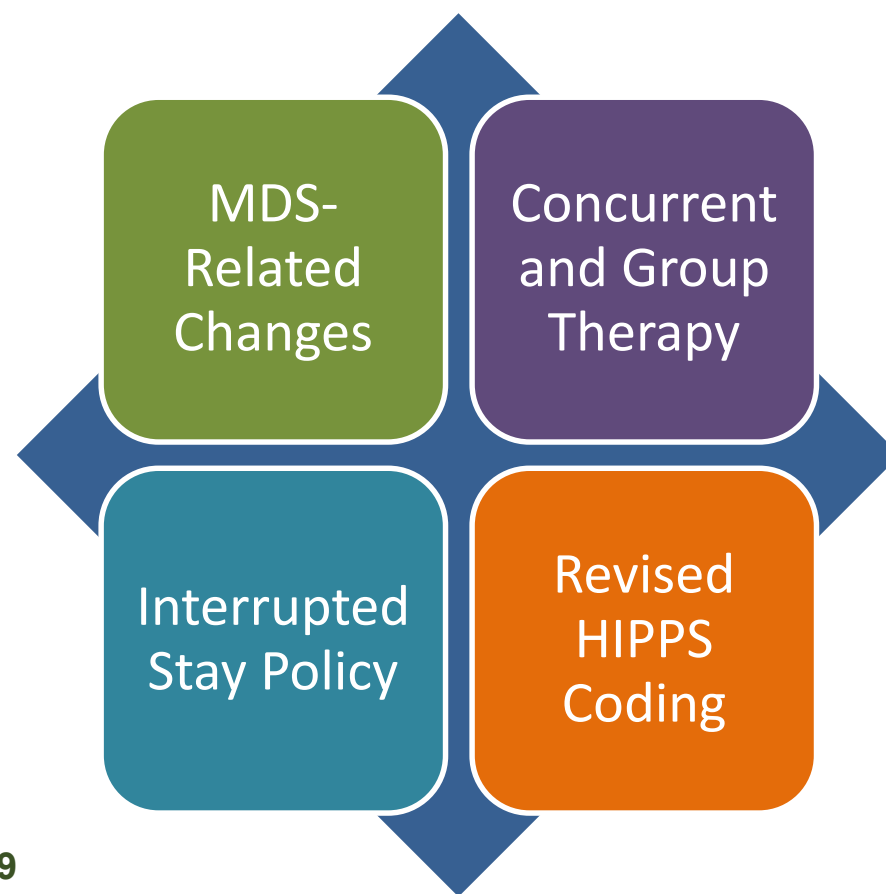 MDS-
Related
Changes
Concurrent
and Group
Therapy
Interrupted
Stay Policy
Revised
HIPPS
Coding
9